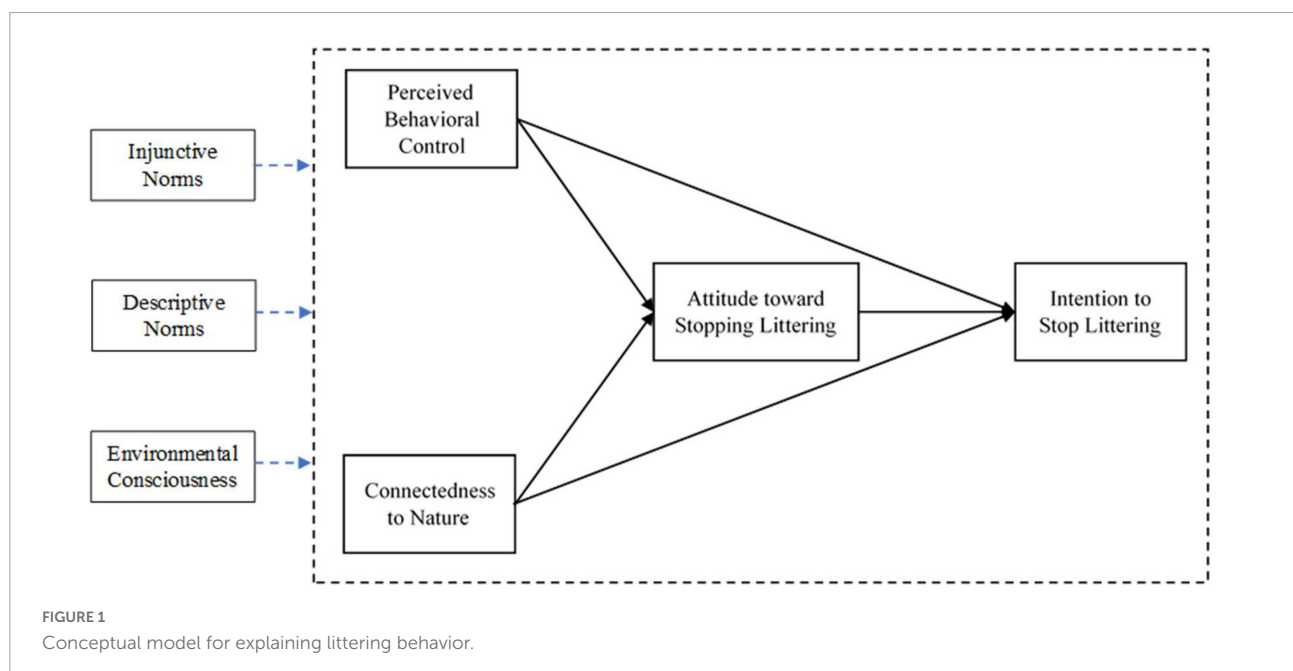 Perceived
Behavioral
Control
Injunctive
Norms
Descriptive
Norms
Attitude toward
Stopping Littering
Intention to
Stop Littering
Environmental
Consciousness
Connectedness
to Nature
FIGURE 1
Conceptual model for explaining littering behavior.